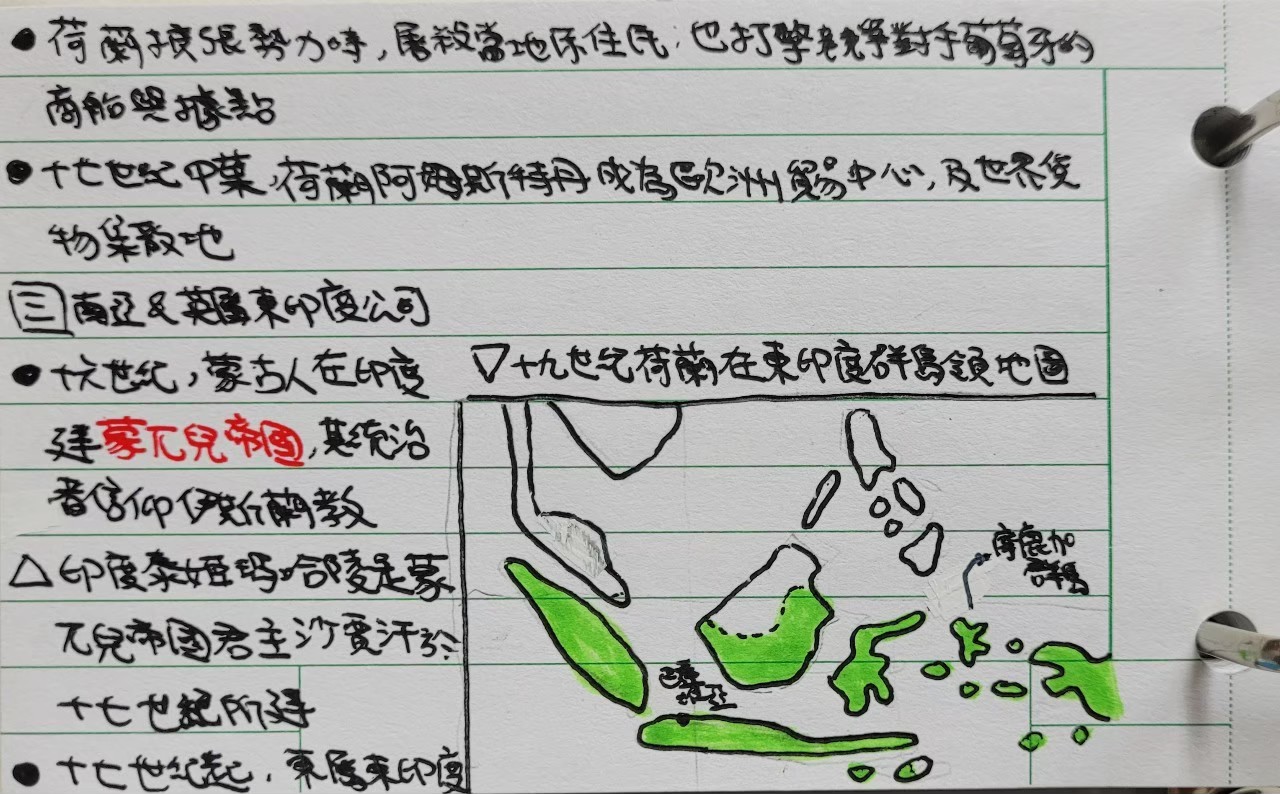 ● 荷蘭擴張勢力時，屠殺當地原住民，也打擊競爭對手葡萄牙的
商船與據點
● 十七世紀中葉，荷蘭阿姆斯特丹成為歐洲貿易中心，及世界貨
物集散地
三 南亞&英屬東印度公司
● 十六世紀，蒙古人在印度
建蒙兀兒帝國，其統治
者信仰伊斯蘭教
△ 印度泰姬瑪哈陵是蒙
兀兒帝國君主沙賈汗於
十七世紀所建
● 十七世紀起，東屬東印度
▽十九世紀荷蘭在東印度群島領地圖
摩鹿加
群島
巴達
維亞